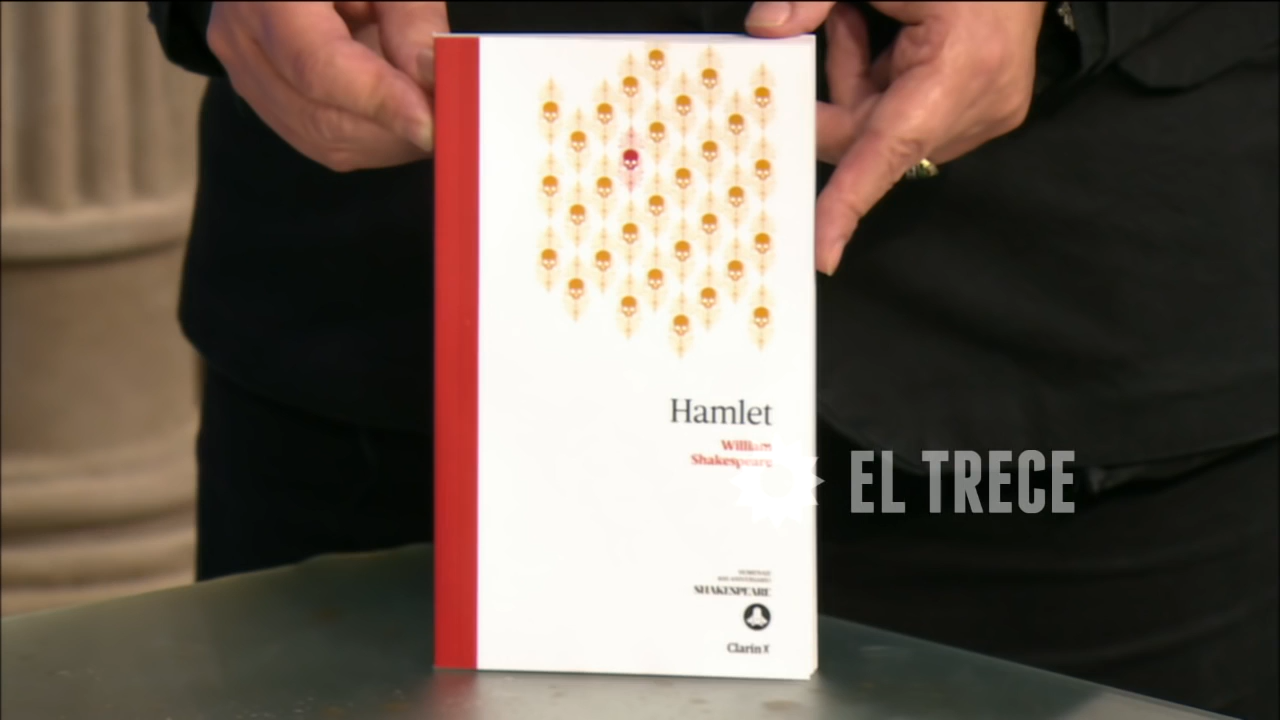 Hamlet
William
Shakespeare
EL TRECE
SHAKESPEARE
Clarín